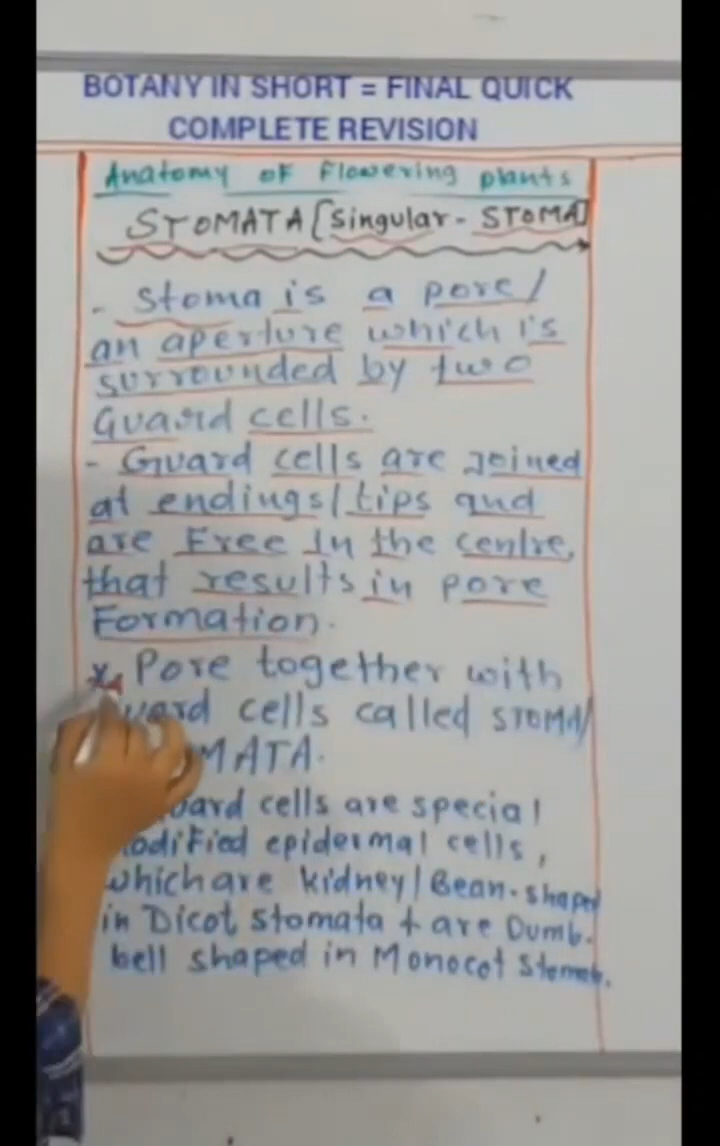 BOTANY IN SHORT = FINAL QUICK
COMPLETE REVISION
Anatomy of Flowering plants
STOMATA [Singular - STOMA]
- Stoma is a pore/
an aperture which is
surrounded by two
Guard cells.
- Guard cells are joined
at endings/tips and
are Free in the centre,
that results in pore
Formation.
* Pore together with
cells called STOMA/
MATA.
cells are special
epidermal cells,
which are kidney/Bean-shaped
in Dicot stomata + are Dumb-
bell shaped in Monocot